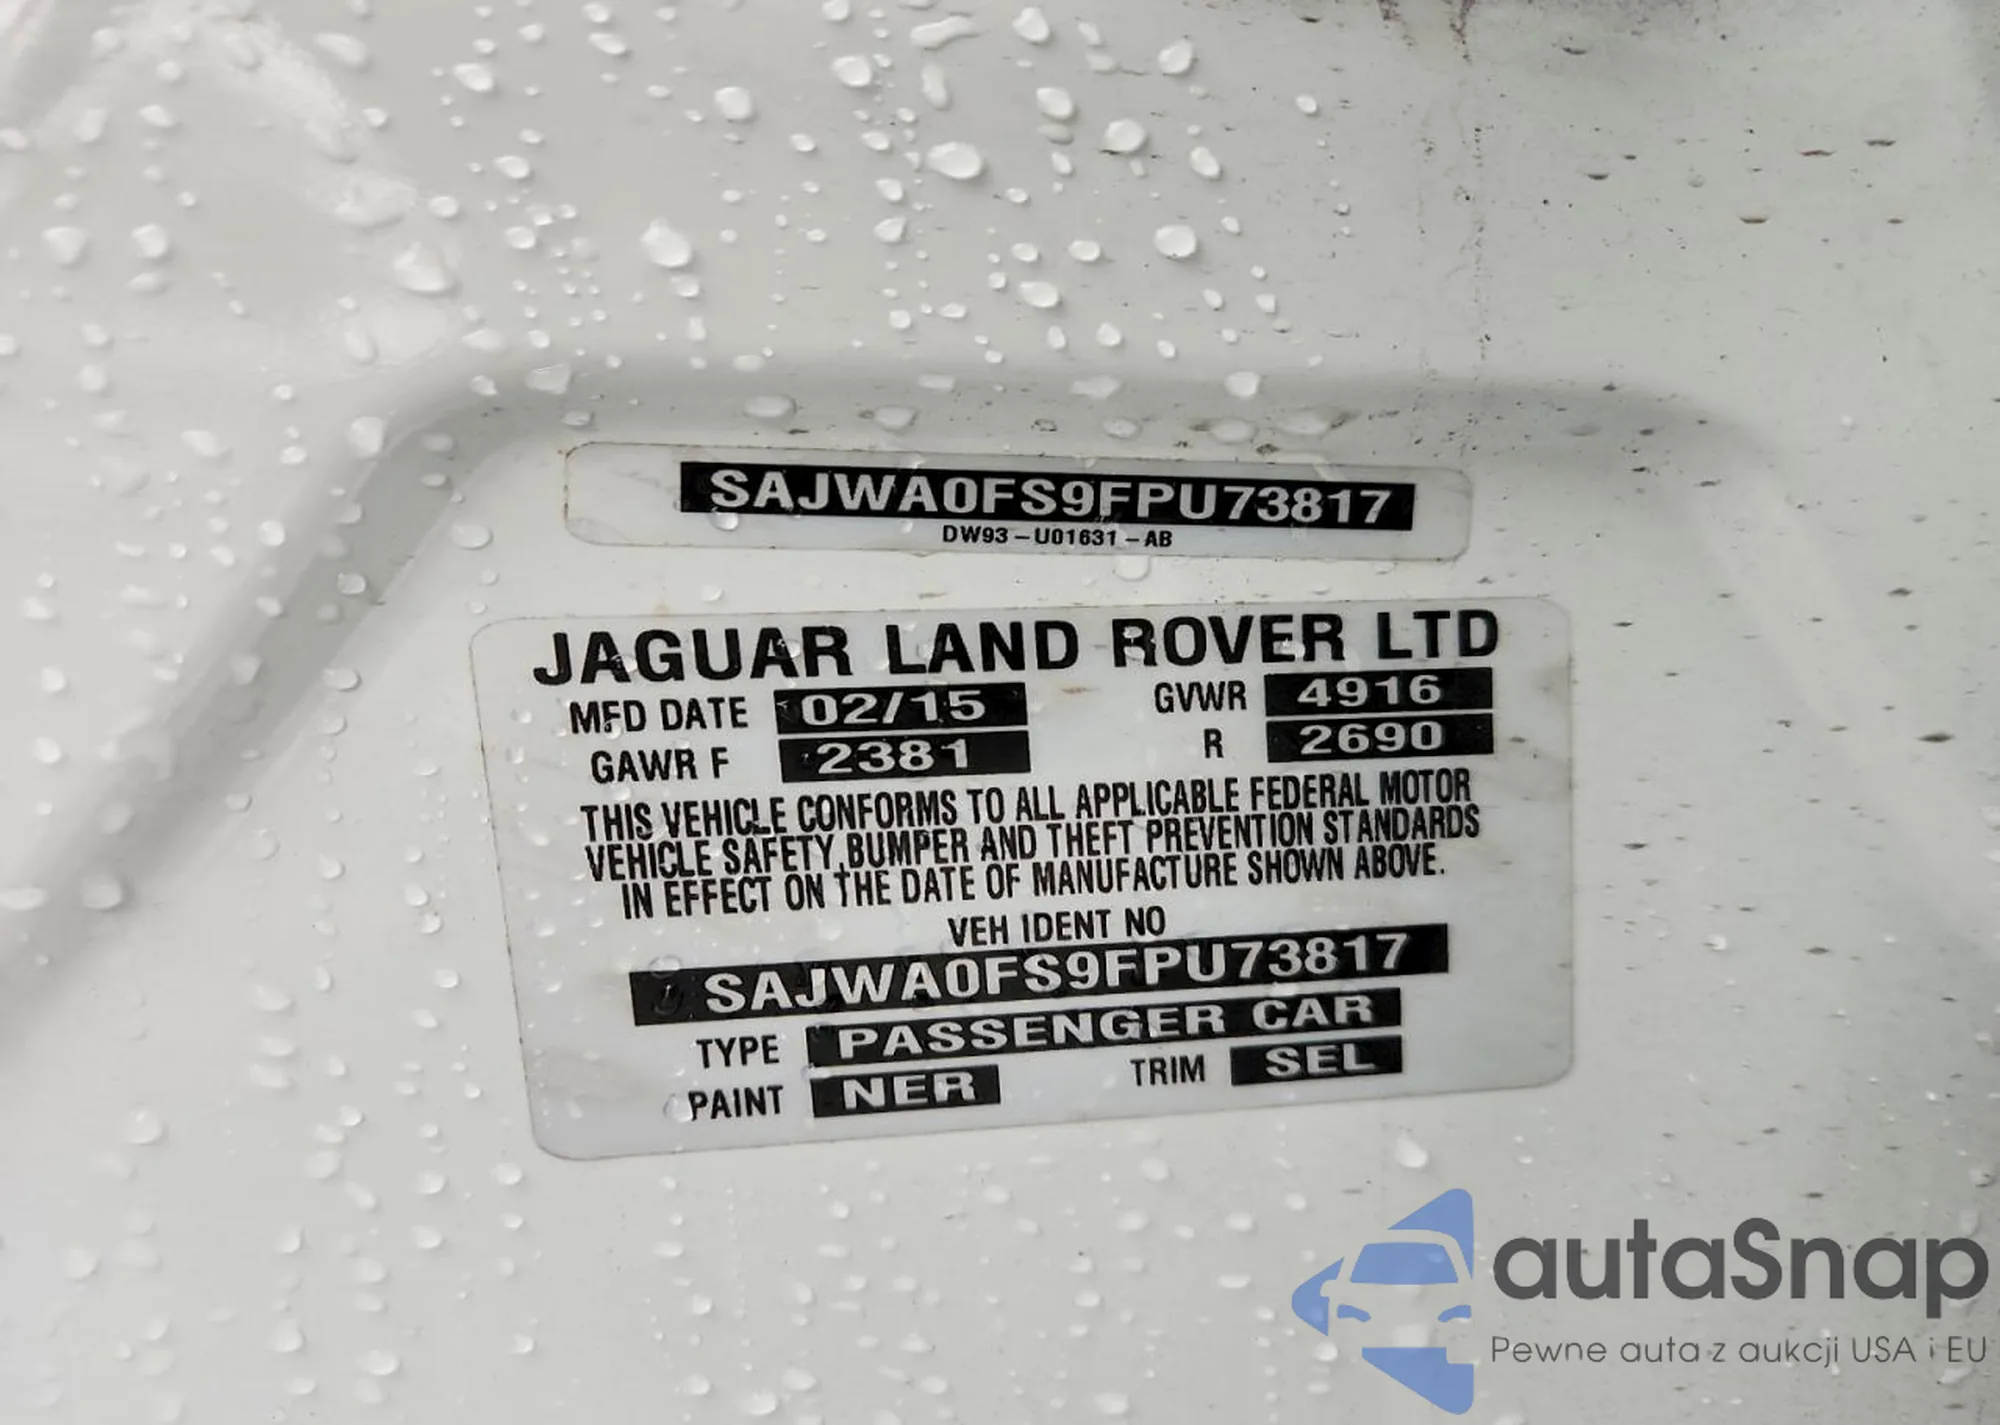 SAJWA0FS9FPU73817
DW93-U01631-AB
JAGUAR LAND ROVER LTD
MFD DATE 02/15 GVWR 4916
GAWR F 2381 R 2690
THIS VEHICLE CONFORMS TO ALL APPLICABLE FEDERAL MOTOR
VEHICLE SAFETY, BUMPER AND THEFT PREVENTION STANDARDS
IN EFFECT ON THE DATE OF MANUFACTURE SHOWN ABOVE.
VEH IDENT NO
SAJWA0FS9FPU73817
TYPE PASSENGER CAR
PAINT NER TRIM SEL
autaSnap
Pewne auta z aukcji USA i EU